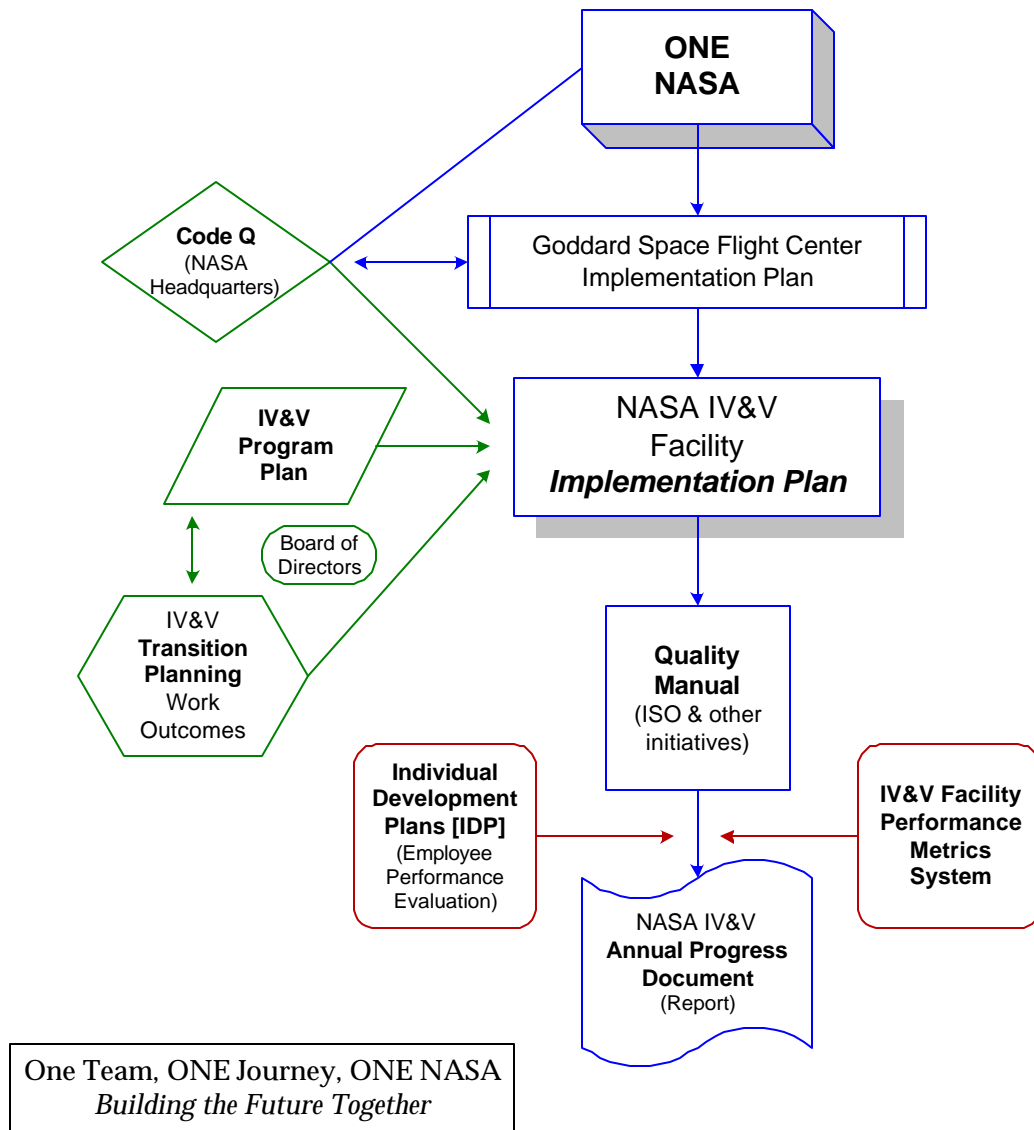 ONE
NASA
Code Q
(NASA
Headquarters)
Goddard Space Flight Center
Implementation Plan
IV&V
Program
Plan
NASA IV&V
Facility
Implementation Plan
Board of
Directors
IV&V
Transition
Planning
Work
Outcomes
Quality
Manual
(ISO & other
initiatives)
Individual
Development
Plans [IDP]
(Employee
Performance
Evaluation)
IV&V Facility
Performance
Metrics
System
NASA IV&V
Annual Progress
Document
(Report)
One Team, ONE Journey, ONE NASA
Building the Future Together